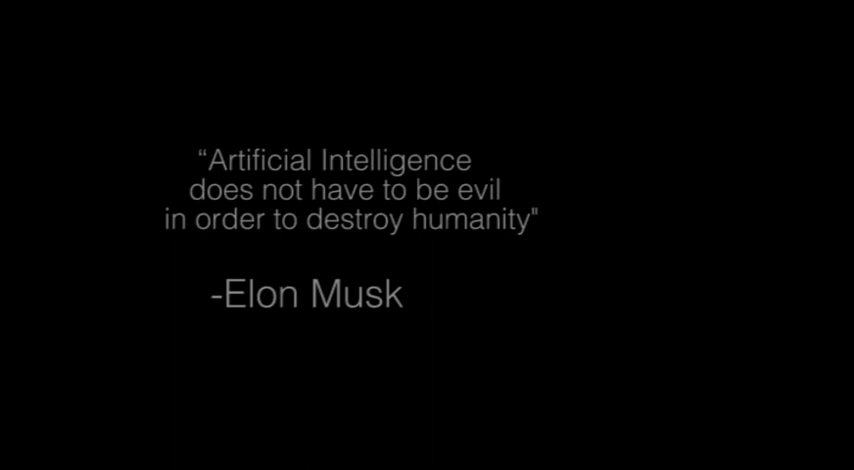 “Artificial Intelligence
does not have to be evil
in order to destroy humanity"
-Elon Musk